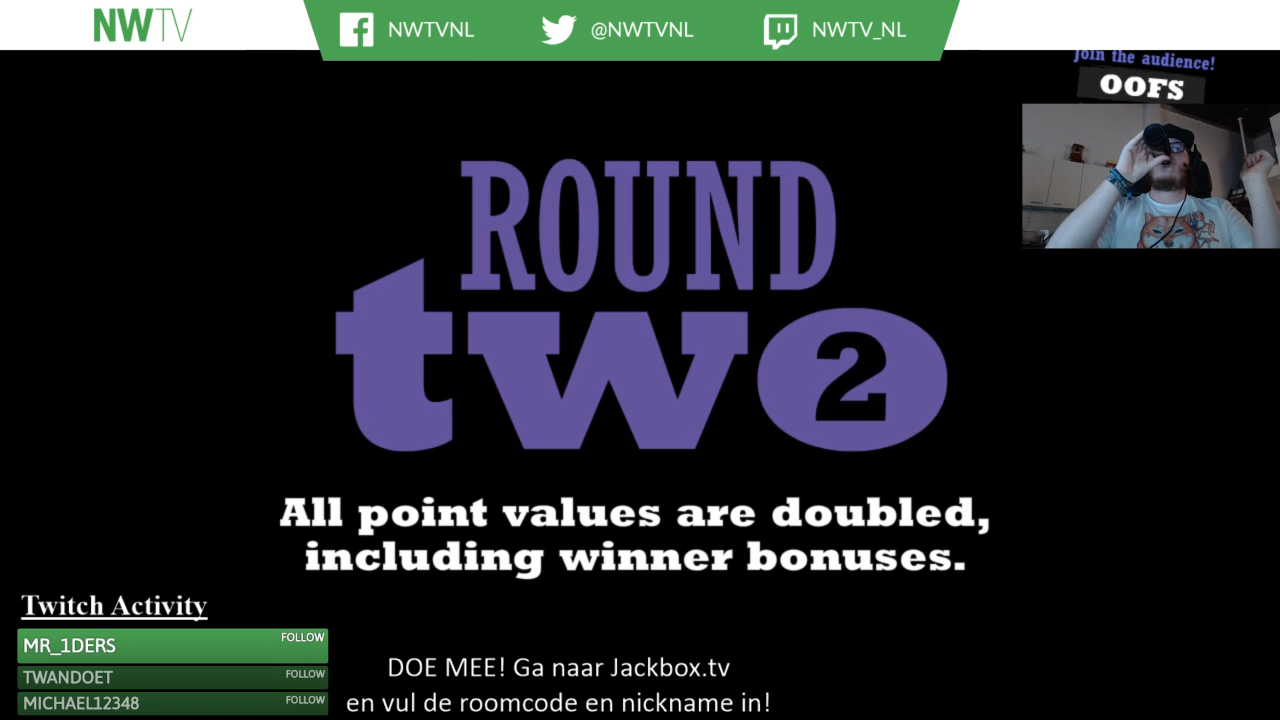 NWTV
NWTVNL
@NWTVNL
NWTV_NL
Join the audience!
OOFS
ROUND
tw2
All point values are doubled,
including winner bonuses.
Twitch Activity
MR_1DERS FOLLOW
TWANDOET FOLLOW
MICHAEL12348 FOLLOW
DOE MEE! Ga naar Jackbox.tv
en vul de roomcode en nickname in!